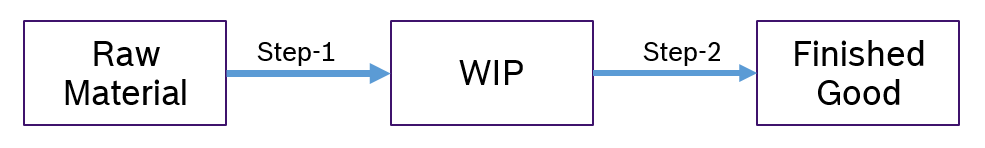 Raw
Material
Step-1
WIP
Step-2
Finished
Good